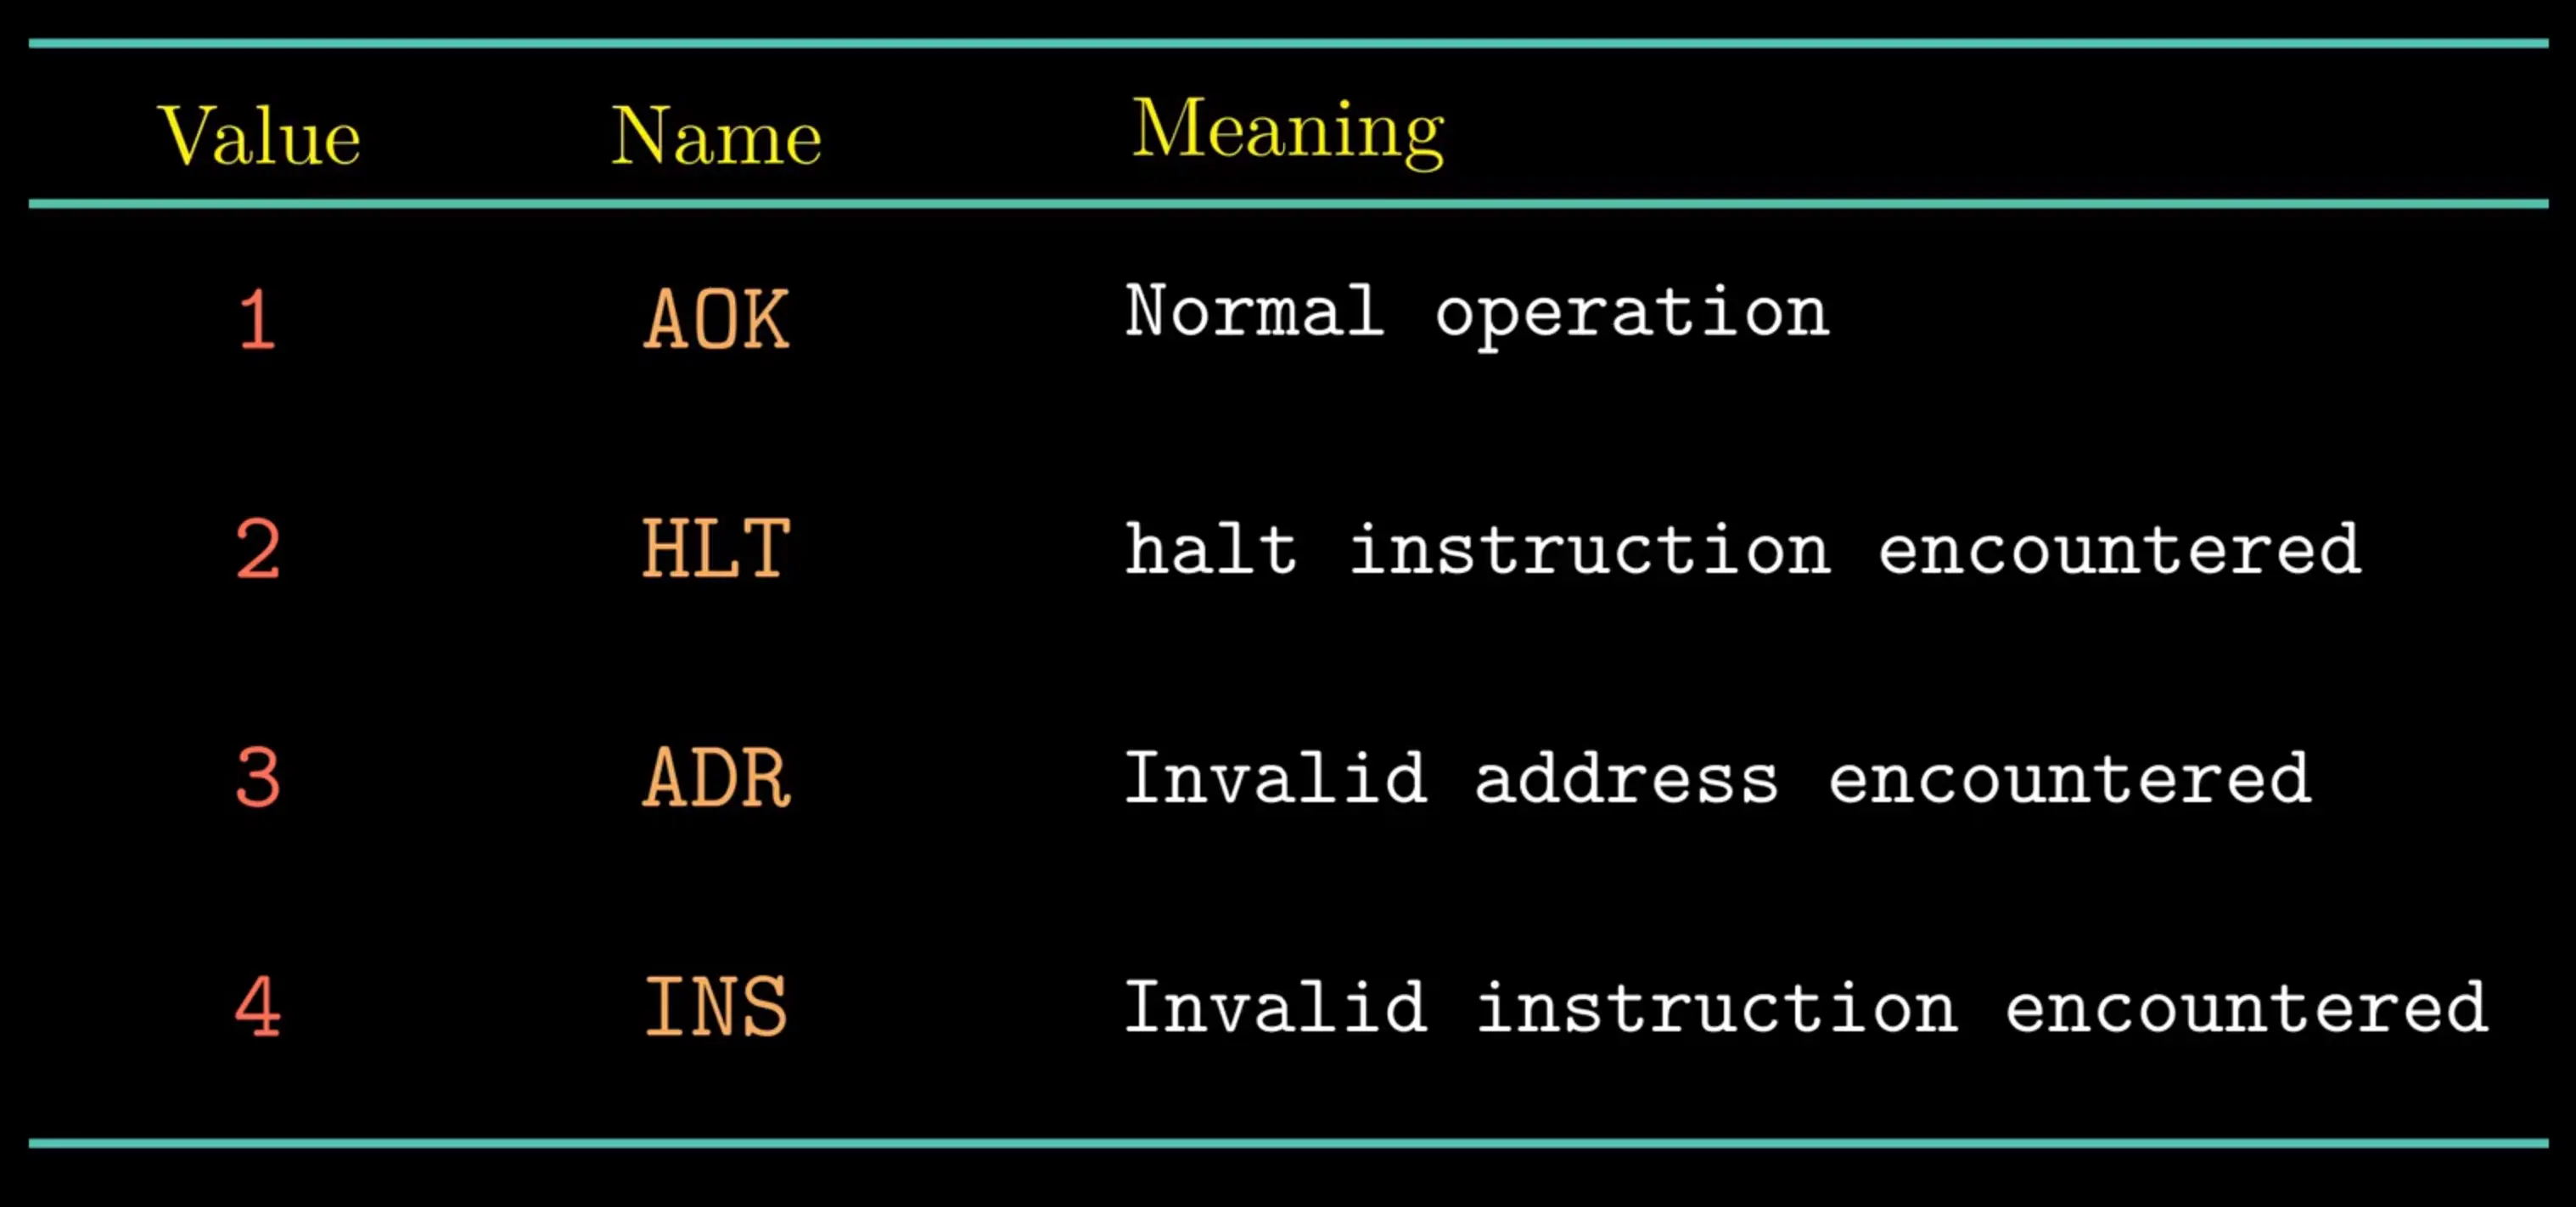 Value Name Meaning
1 AOK Normal operation
2 HLT halt instruction encountered
3 ADR Invalid address encountered
4 INS Invalid instruction encountered